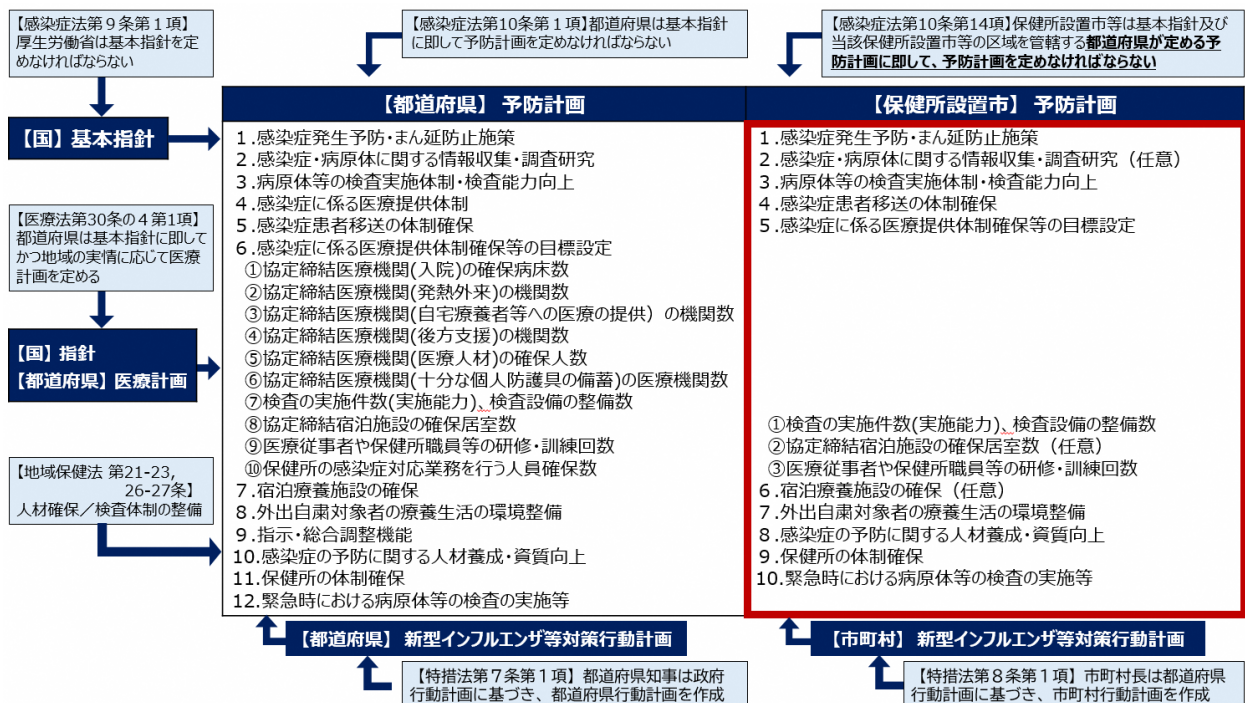 【感染症法第９条第１項】
厚生労働省は基本指針を定
めなければならない
【感染症法第10条第１項】都道府県は基本指針
に即して予防計画を定めなければならない
【感染症法第10条第14項】保健所設置市等は基本指針及び
当該保健所設置市等の区域を管轄する都道府県が定める予
防計画に即して、予防計画を定めなければならない
【国】基本指針
【医療法第30条の４第1項】
都道府県は基本指針に即して
かつ地域の実情に応じて医療
計画を定める
【国】指針
【都道府県】医療計画
【地域保健法 第21-23,
26-27条】
人材確保／検査体制の整備
【都道府県】 予防計画
1.感染症発生予防・まん延防止施策
2.感染症・病原体に関する情報収集・調査研究
3.病原体等の検査実施体制・検査能力向上
4.感染症に係る医療提供体制
5.感染症患者移送の体制確保
6.感染症に係る医療提供体制確保等の目標設定
①協定締結医療機関(入院)の確保病床数
②協定締結医療機関(発熱外来)の機関数
③協定締結医療機関(自宅療養者等への医療の提供）の機関数
④協定締結医療機関(後方支援)の機関数
⑤協定締結医療機関(医療人材)の確保人数
⑥協定締結医療機関(十分な個人防護具の備蓄)の医療機関数
⑦検査の実施件数(実施能力)、検査設備の整備数
⑧協定締結宿泊施設の確保居室数
⑨医療従事者や保健所職員等の研修・訓練回数
⑩保健所の感染症対応業務を行う人員確保数
7.宿泊療養施設の確保
8.外出自粛対象者の療養生活の環境整備
9.指示・総合調整機能
10.感染症の予防に関する人材養成・資質向上
11.保健所の体制確保
12.緊急時における病原体等の検査の実施等
【保健所設置市】 予防計画
1.感染症発生予防・まん延防止施策
2.感染症・病原体に関する情報収集・調査研究（任意）
3.病原体等の検査実施体制・検査能力向上
4.感染症患者移送の体制確保
5.感染症に係る医療提供体制確保等の目標設定
①検査の実施件数(実施能力)、検査設備の整備数
②協定締結宿泊施設の確保居室数（任意）
③医療従事者や保健所職員等の研修・訓練回数
6.宿泊療養施設の確保（任意）
7.外出自粛対象者の療養生活の環境整備
8.感染症の予防に関する人材養成・資質向上
9.保健所の体制確保
10.緊急時における病原体等の検査の実施等
【都道府県】 新型インフルエンザ等対策行動計画
【特措法第７条第１項】都道府県知事は政府
行動計画に基づき、都道府県行動計画を作成
【市町村】 新型インフルエンザ等対策行動計画
【特措法第８条第１項】市町村長は都道府県
行動計画に基づき、市町村行動計画を作成